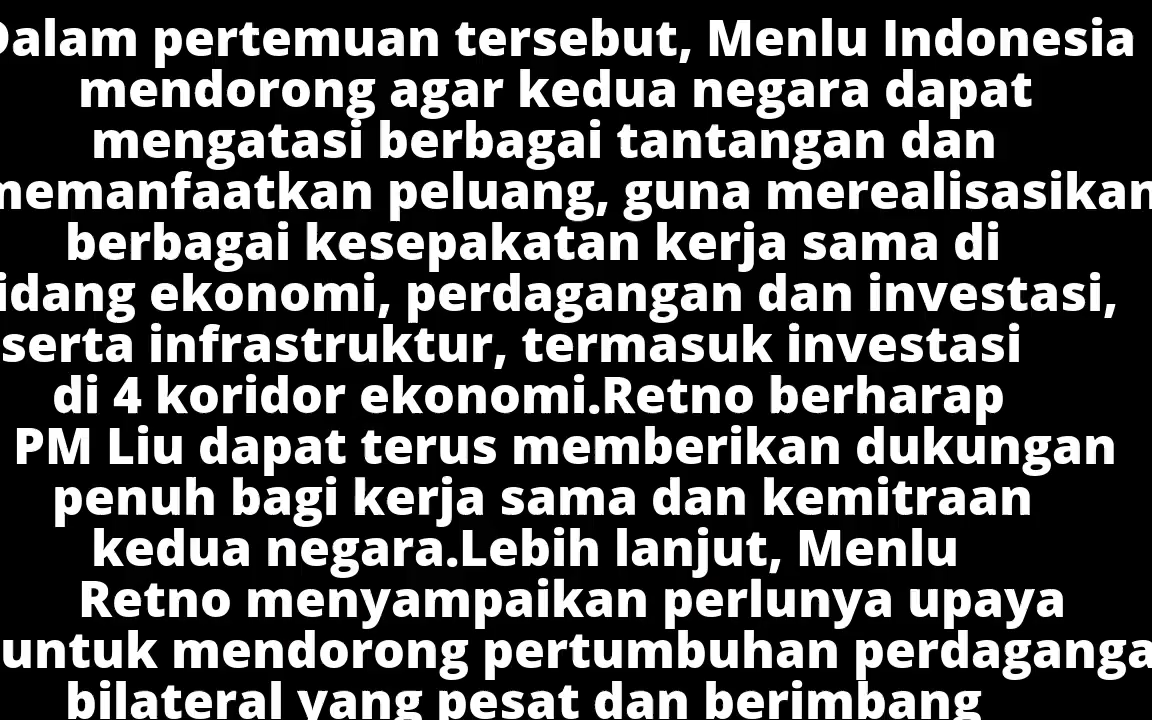 Dalam pertemuan tersebut, Menlu Indonesia
mendorong agar kedua negara dapat
mengatasi berbagai tantangan dan
memanfaatkan peluang, guna merealisasikan
berbagai kesepakatan kerja sama di
idang ekonomi, perdagangan dan investasi,
serta infrastruktur, termasuk investasi
di 4 koridor ekonomi.Retno berharap
PM Liu dapat terus memberikan dukungan
penuh bagi kerja sama dan kemitraan
kedua negara.Lebih lanjut, Menlu
Retno menyampaikan perlunya upaya
untuk mendorong pertumbuhan perdaganga
bilateral yang pesat dan berimbang